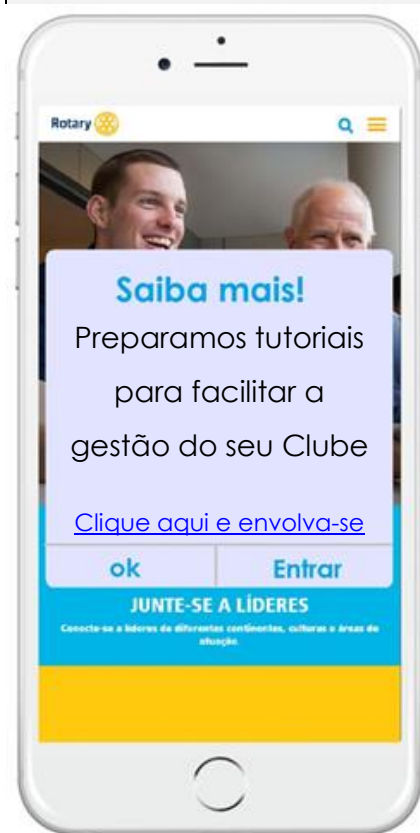 Rotary
Saiba mais!
Preparamos tutoriais
para facilitar a
gestão do seu Clube
Clique aqui e envolva-se
ok Entrar
JUNTE-SE A LÍDERES
Conecte-se a líderes de diferentes continentes, culturas e áreas de
atuação.